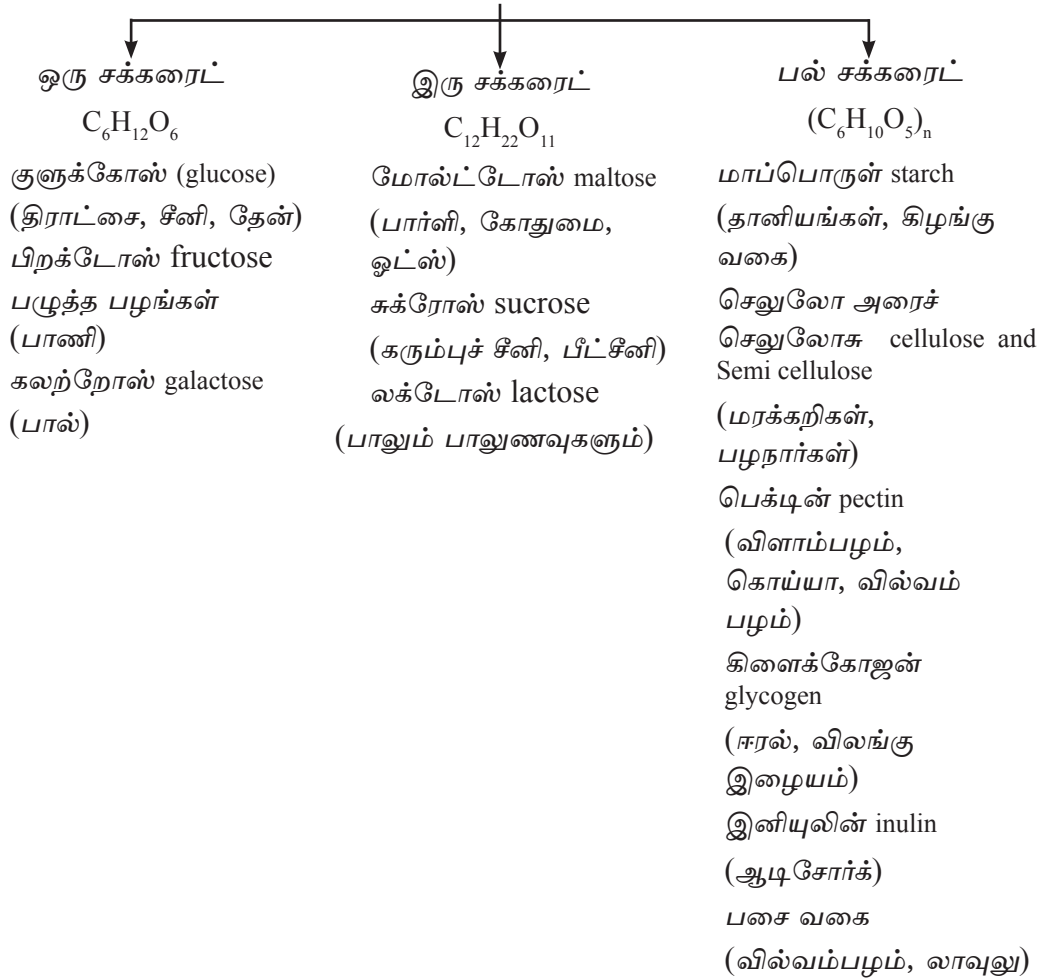 ஒரு சக்கரைட்
C₆H₁₂O₆
குளுக்கோஸ் (glucose)
(திராட்சை, சீனி, தேன்)
பிறக்டோஸ் fructose
பழுத்த பழங்கள்
(பாணி)
கலற்றோஸ் galactose
(பால்)
இரு சக்கரைட்
C₁₂H₂₂O₁₁
மோல்ட்டோஸ் maltose
(பார்ளி, கோதுமை,
ஓட்ஸ்)
சுக்ரோஸ் sucrose
(கரும்புச் சீனி, பீட்சீனி)
லக்டோஸ் lactose
(பாலும் பாலுணவுகளும்)
பல் சக்கரைட்
(C₆H₁₀O₅)ₙ
மாப்பொருள் starch
(தானியங்கள், கிழங்கு
வகை)
செலுலோ அரைச்
செலுலோசு cellulose and
Semi cellulose
(மரக்கறிகள்,
பழநார்கள்)
பெக்டின் pectin
(விளாம்பழம்,
கொய்யா, வில்வம்
பழம்)
கிளைக்கோஜன்
glycogen
(ஈரல், விலங்கு
இழையம்)
இனியுலின் inulin
(ஆடிசோர்க்)
பசை வகை
(வில்வம்பழம், லாவுலு)